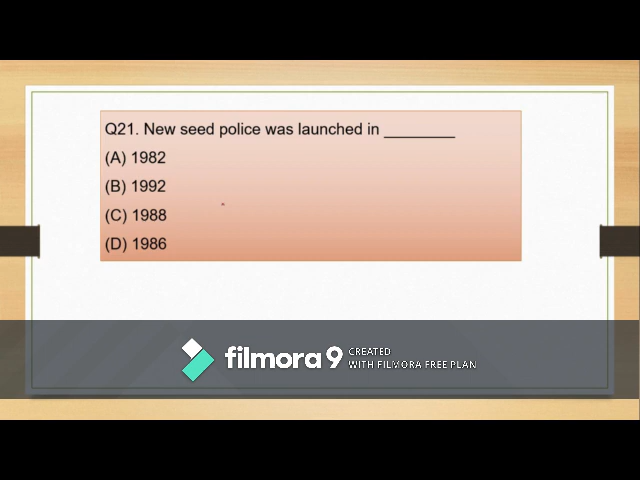 Q21. New seed police was launched in ________
(A) 1982
(B) 1992
(C) 1988
(D) 1986
filmora 9 CREATED
WITH FILMORA FREE PLAN